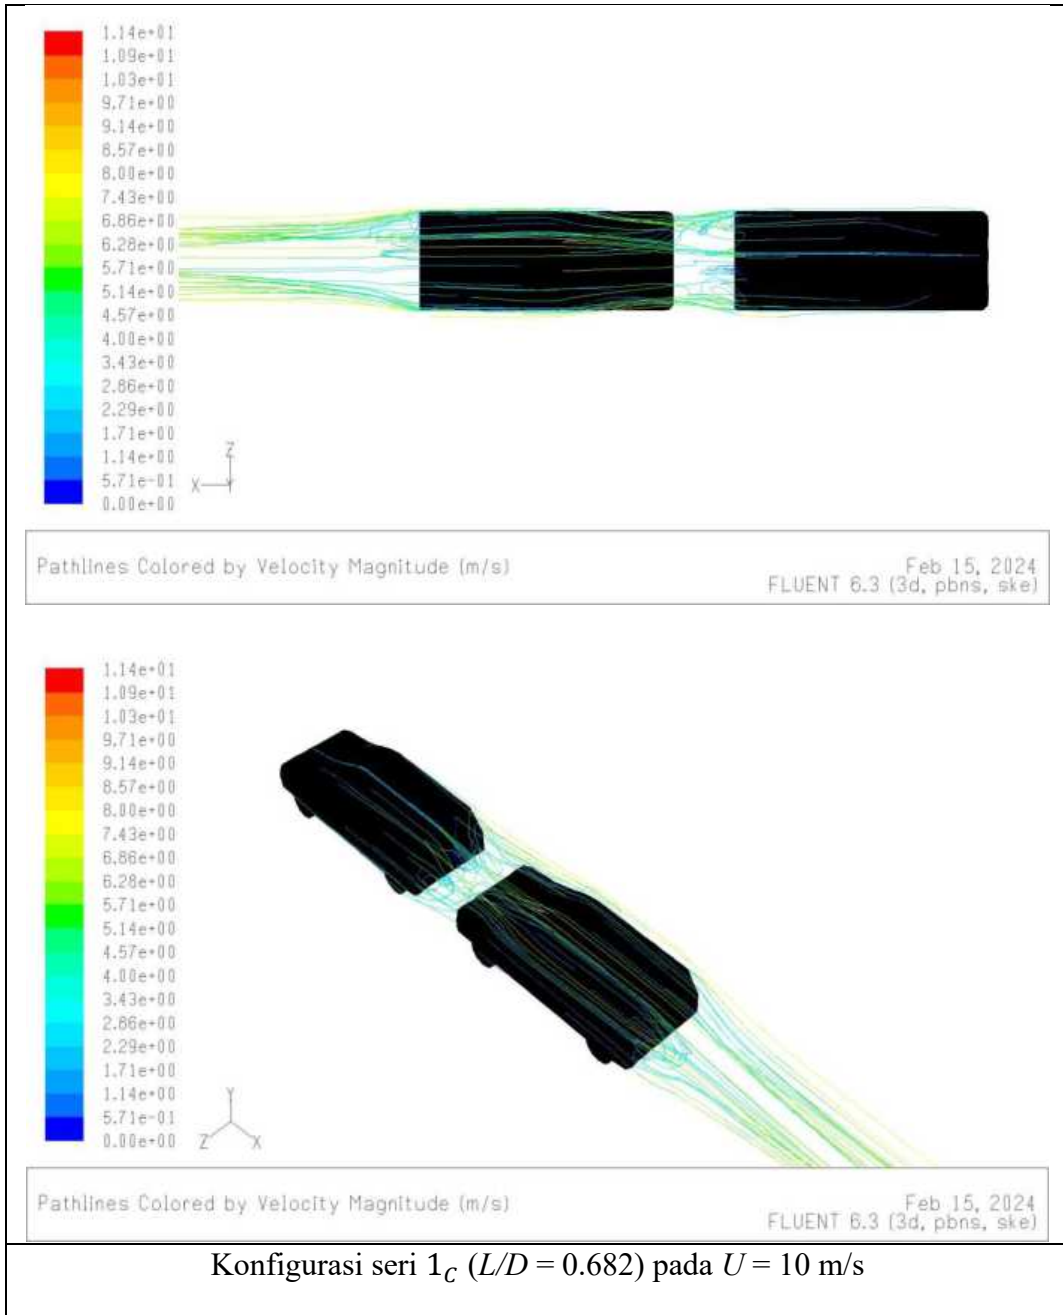 1.14e+01
1.09e+01
1.03e+01
9.71e+00
9.14e+00
8.57e+00
8.00e+00
7.43e+00
6.86e+00
6.28e+00
5.71e+00
5.14e+00
4.57e+00
4.00e+00
3.43e+00
2.86e+00
2.29e+00
1.71e+00
1.14e+00
5.71e-01
0.00e+00
Z
X
Y
Pathlines Colored by Velocity Magnitude (m/s)
Feb 15, 2024
FLUENT 6.3 (3d, pbns, ske)
1.14e+01
1.09e+01
1.03e+01
9.71e+00
9.14e+00
8.57e+00
8.00e+00
7.43e+00
6.86e+00
6.28e+00
5.71e+00
5.14e+00
4.57e+00
4.00e+00
3.43e+00
2.86e+00
2.29e+00
1.71e+00
1.14e+00
5.71e-01
0.00e+00
Y
Z
X
Pathlines Colored by Velocity Magnitude (m/s)
Feb 15, 2024
FLUENT 6.3 (3d, pbns, ske)
Konfigurasi seri 1_C (L/D = 0.682) pada U = 10 m/s